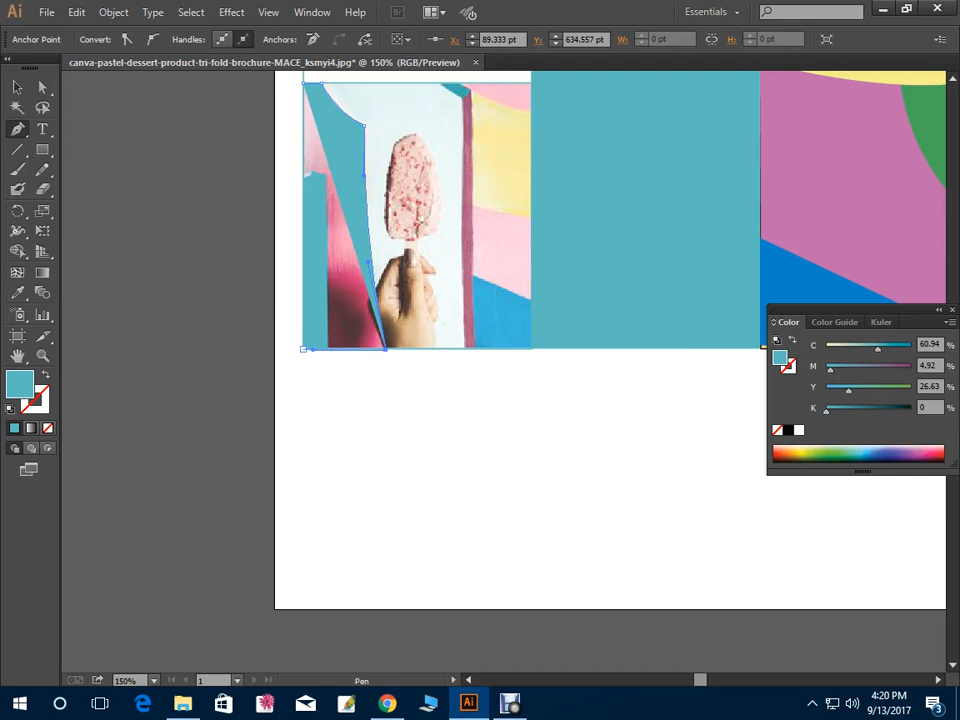 Ai File Edit Object Type Select Effect View Window Help Br Essentials
Anchor Point Convert: Handles: Anchors: X: 89.333 pt Y: 634.557 pt W: 0 pt H: 0 pt
canva-pastel-dessert-product-tri-fold-brochure-MACE_ksmyi4.jpg* @ 150% (RGB/Preview)
Color Color Guide Kuler
C 60.94 %
M 4.92 %
Y 26.63 %
K 0 %
150% 1 Pen
Ai 4:20 PM
9/13/2017 3